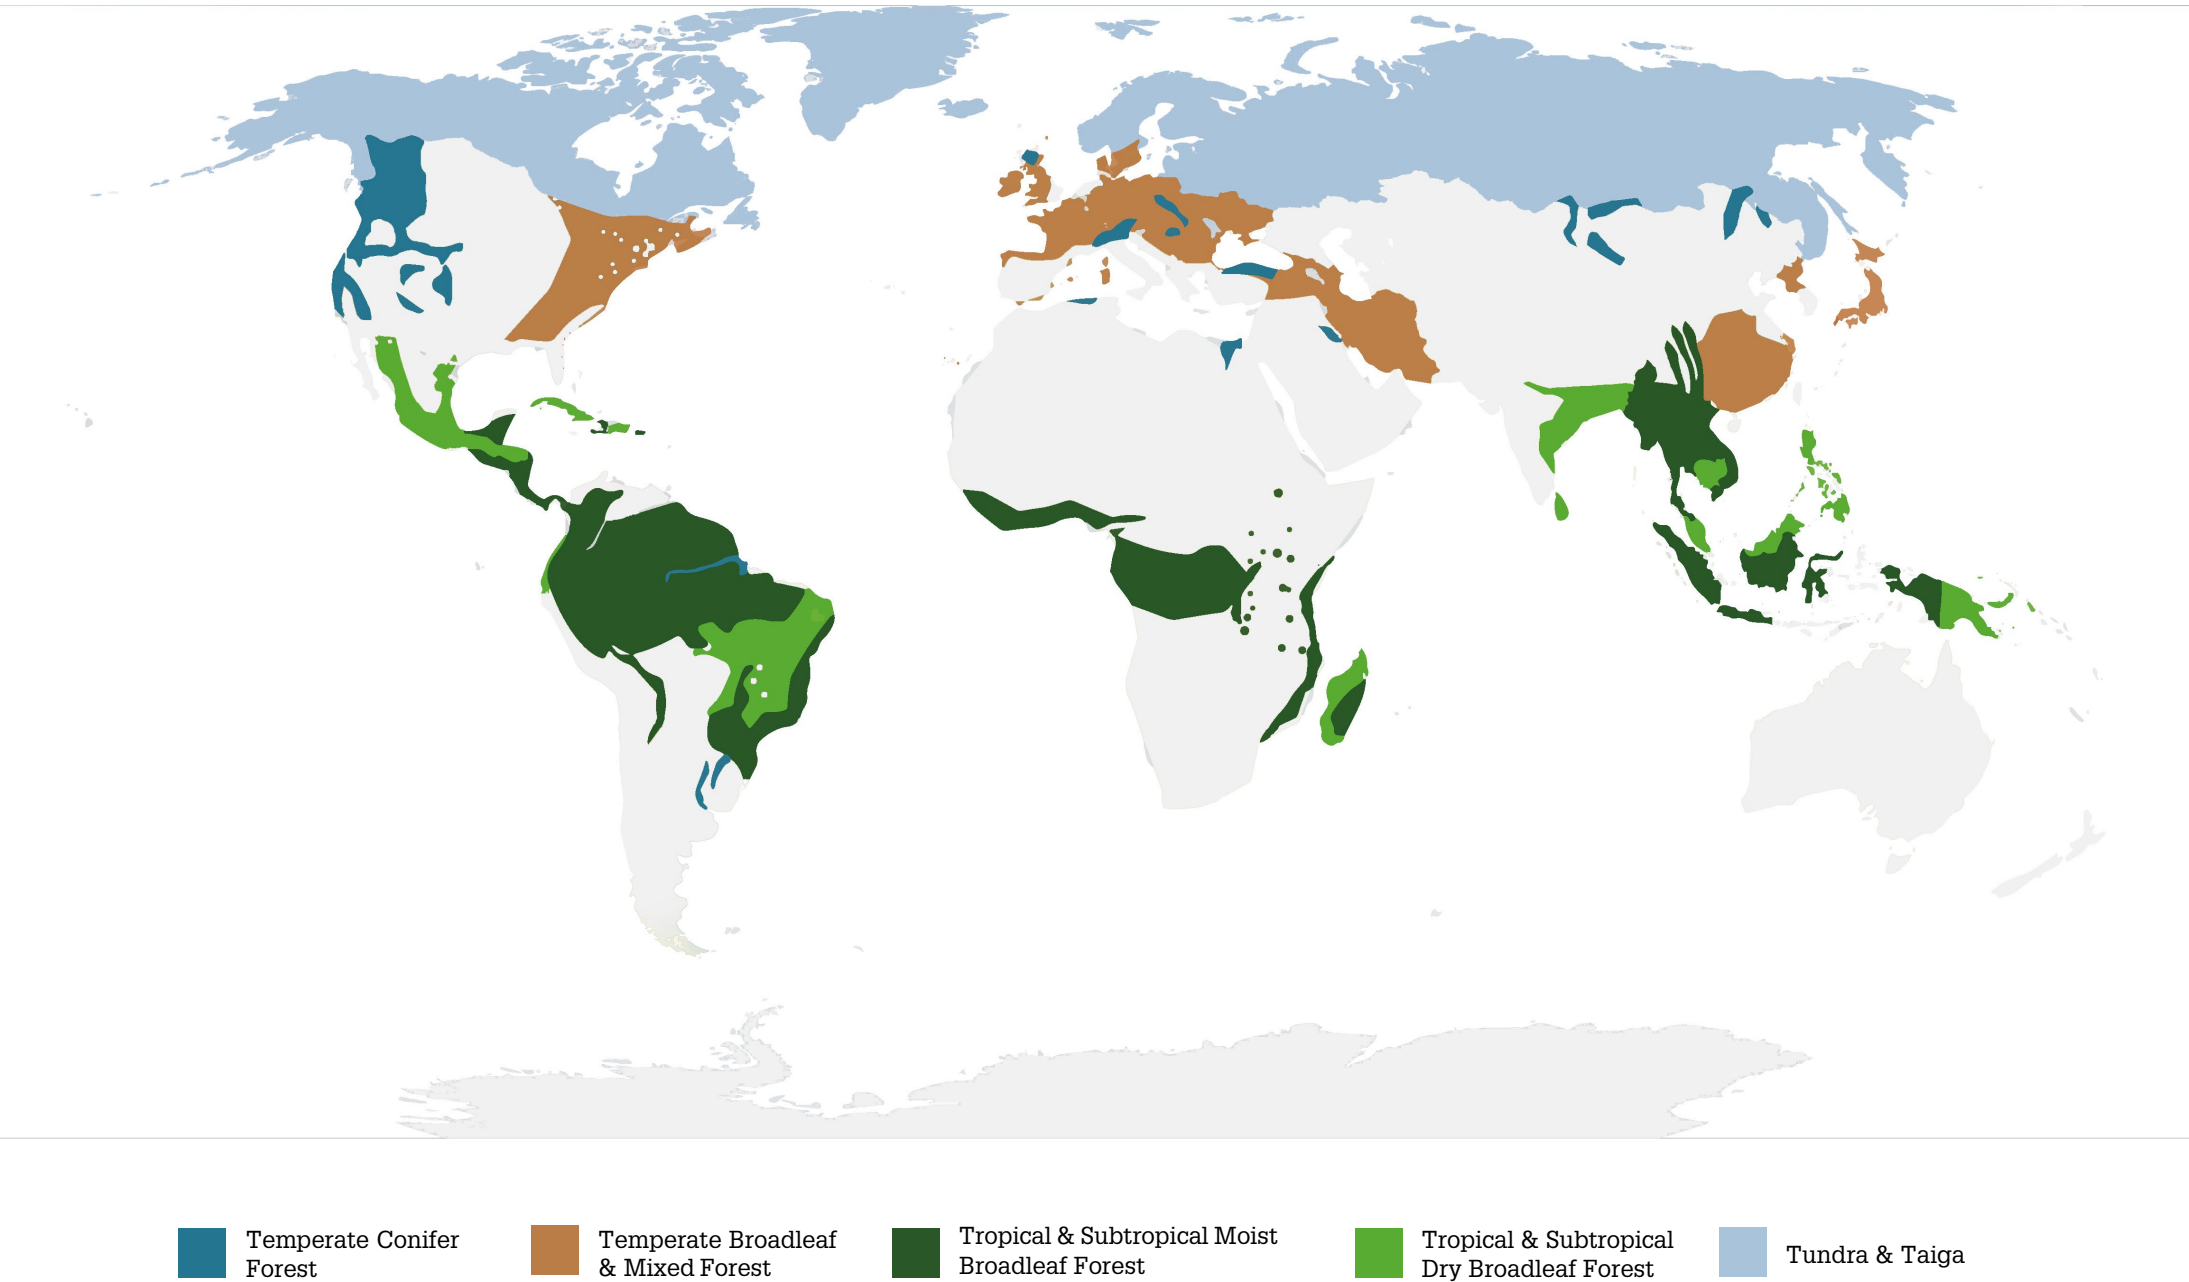 Temperate Conifer
Forest
Temperate Broadleaf
& Mixed Forest
Tropical & Subtropical Moist
Broadleaf Forest
Tropical & Subtropical
Dry Broadleaf Forest
Tundra & Taiga